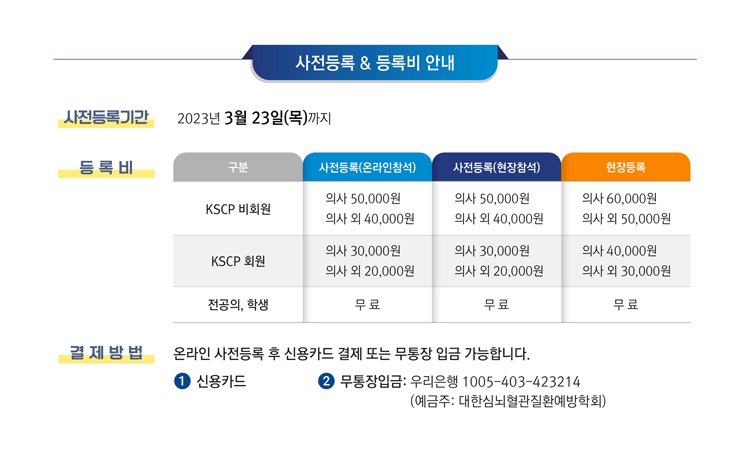 사전등록 & 등록비 안내
사전등록기간
2023년 3월 23일(목)까지
등 록 비
구분
사전등록(온라인참석)
사전등록(현장참석)
현장등록
KSCP 비회원
의사 50,000원
의사 외 40,000원
의사 50,000원
의사 외 40,000원
의사 60,000원
의사 외 50,000원
KSCP 회원
의사 30,000원
의사 외 20,000원
의사 30,000원
의사 외 20,000원
의사 40,000원
의사 외 30,000원
전공의, 학생
무 료
무 료
무 료
결 제 방 법
온라인 사전등록 후 신용카드 결제 또는 무통장 입금 가능합니다.
1 신용카드
2 무통장입금: 우리은행 1005-403-423214
(예금주: 대한심뇌혈관질환예방학회)